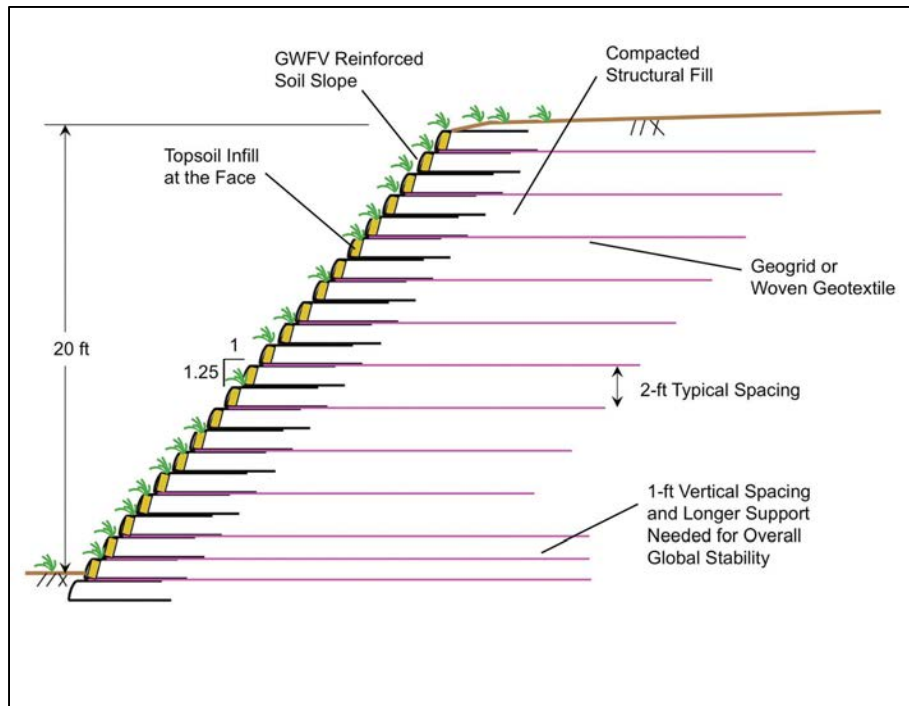 GWFV Reinforced
Soil Slope
Compacted
Structural Fill
Topsoil Infill
at the Face
Geogrid or
Woven Geotextile
20 ft
1
1.25
2-ft Typical Spacing
1-ft Vertical Spacing
and Longer Support
Needed for Overall
Global Stability